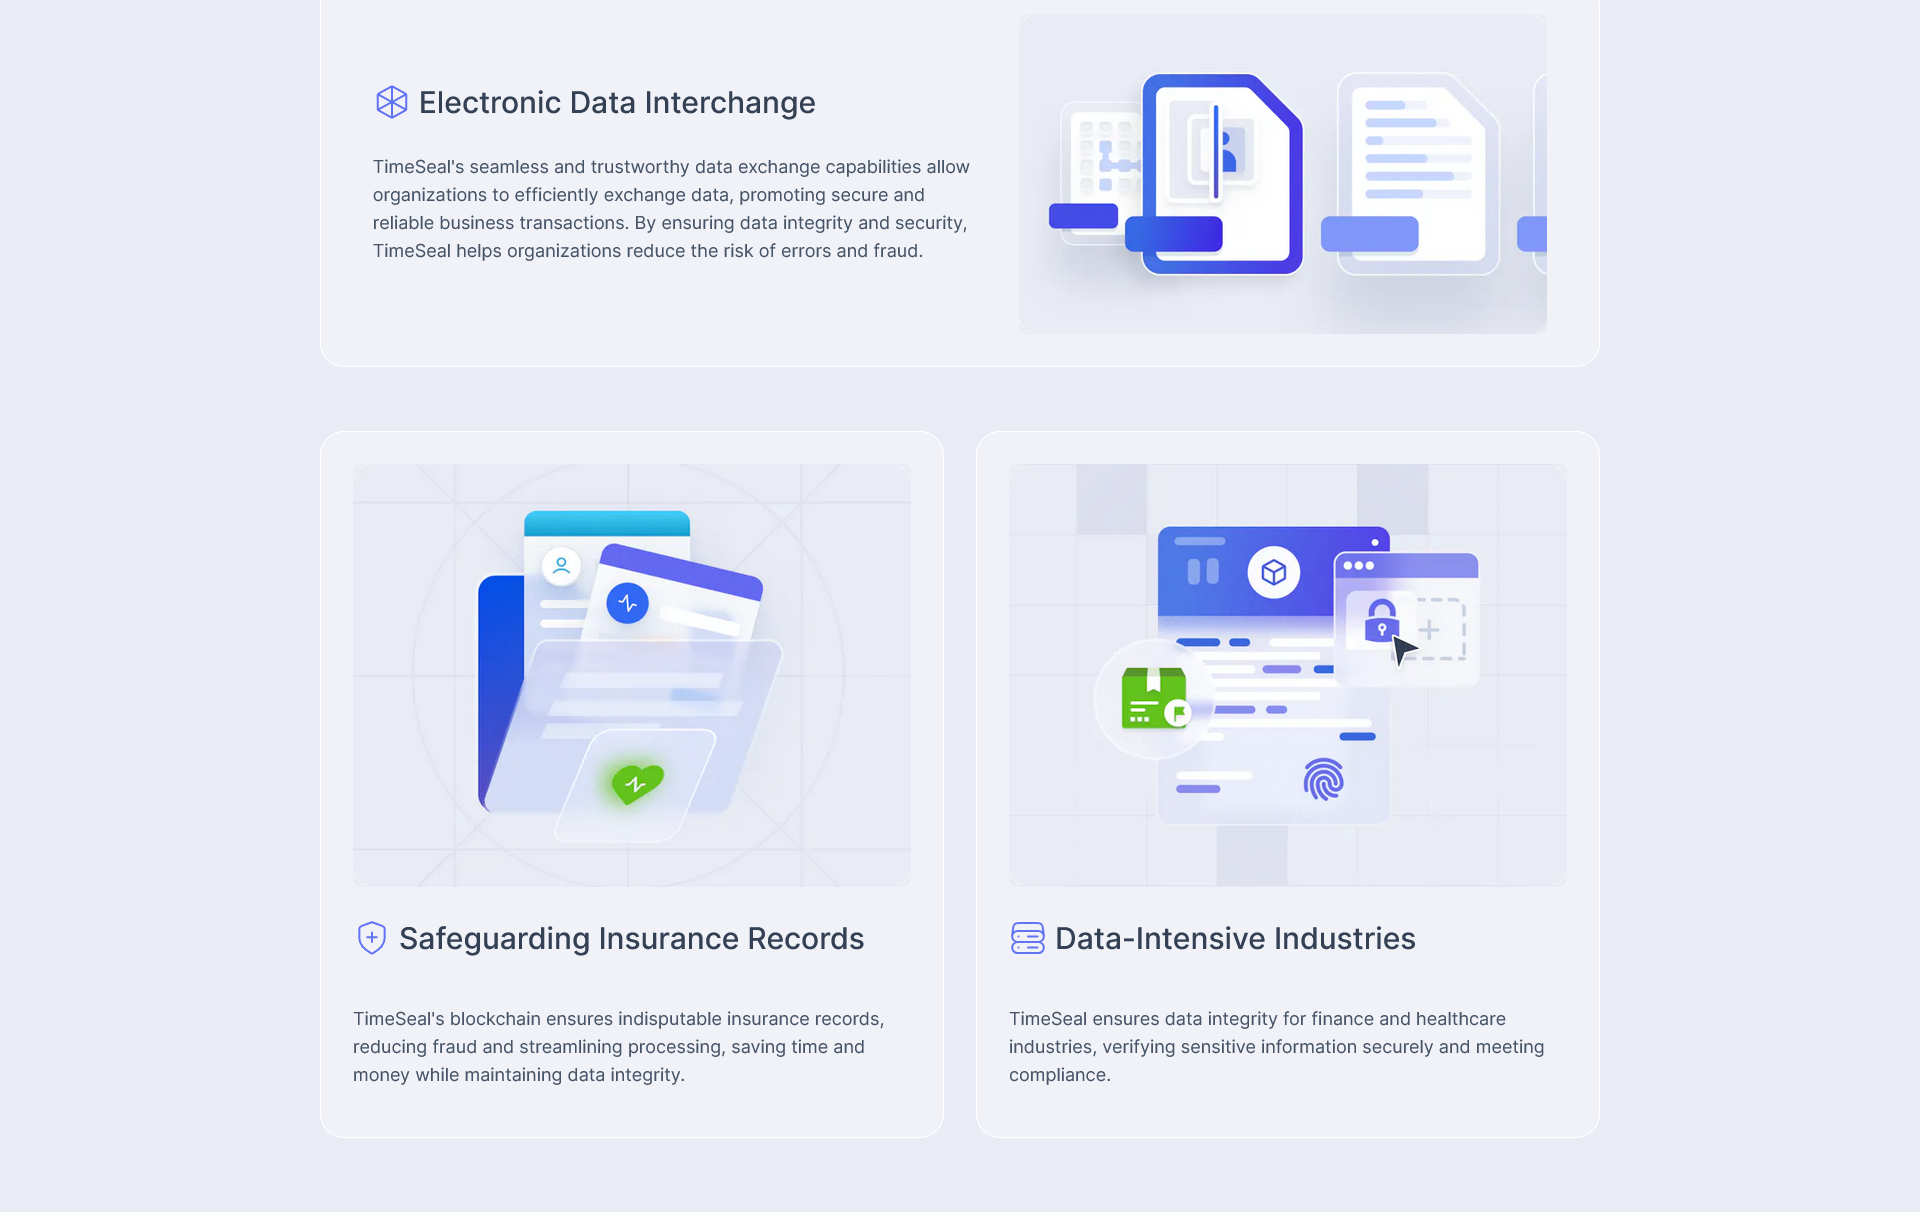 Electronic Data Interchange
TimeSeal's seamless and trustworthy data exchange capabilities allow
organizations to efficiently exchange data, promoting secure and
reliable business transactions. By ensuring data integrity and security,
TimeSeal helps organizations reduce the risk of errors and fraud.
Safeguarding Insurance Records
TimeSeal's blockchain ensures indisputable insurance records,
reducing fraud and streamlining processing, saving time and
money while maintaining data integrity.
Data-Intensive Industries
TimeSeal ensures data integrity for finance and healthcare
industries, verifying sensitive information securely and meeting
compliance.